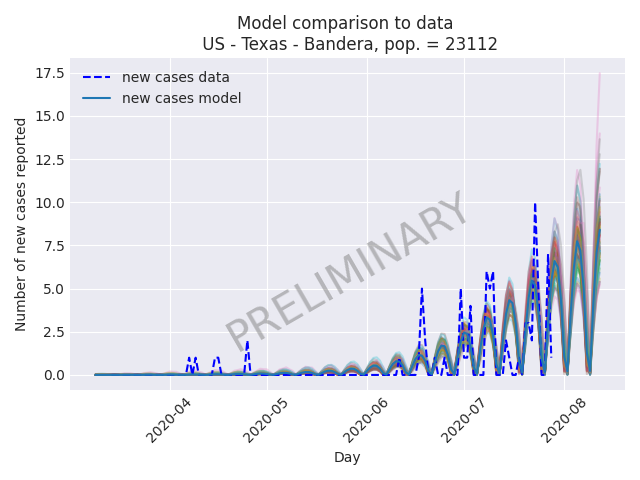 Model comparison to data
US - Texas - Bandera, pop. = 23112
new cases data
new cases model
Number of new cases reported
17.5
15.0
12.5
10.0
7.5
5.0
2.5
0.0
PRELIMINARY
2020-04
2020-05
2020-06
2020-07
2020-08
Day